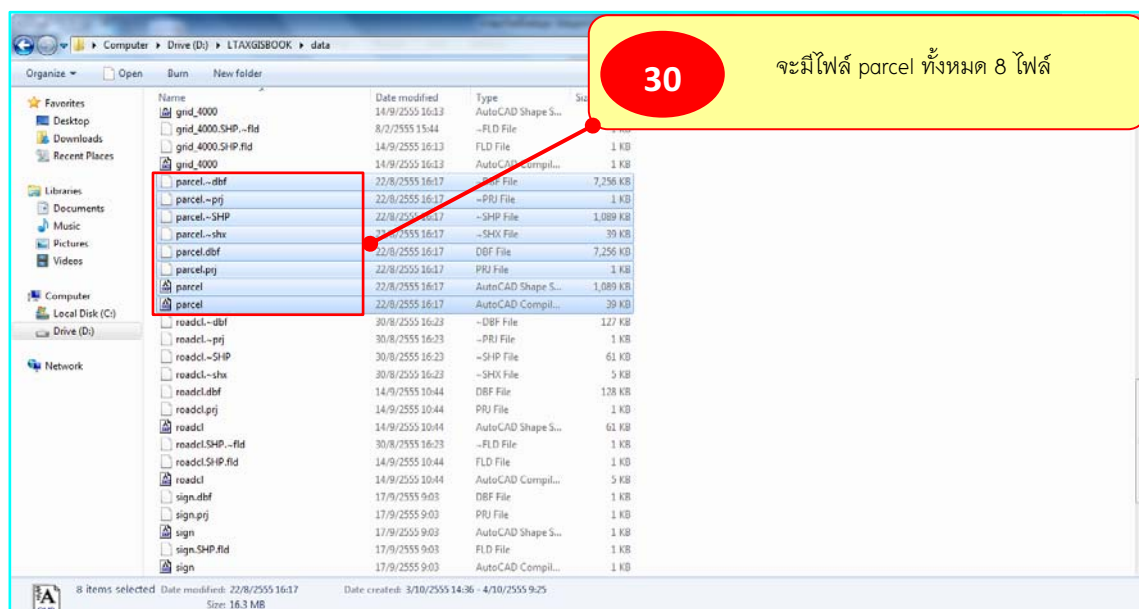 Computer ▸ Drive (D:) ▸ LTAXGISBOOK ▸ data
30
จะมีไฟล์ parcel ทั้งหมด 8 ไฟล์
Organize Open Burn New folder
Favorites
Desktop
Downloads
Recent Places
Libraries
Documents
Music
Pictures
Videos
Computer
Local Disk (C:)
Drive (D:)
Network
Name Date modified Type
grid_4000 14/9/2555 16:13 AutoCAD Shape S...
grid_4000.SHP.~fld 8/2/2555 15:44 ~FLD File
grid_4000.SHP.fld 14/9/2555 16:13 FLD File 1 KB
grid_4000 14/9/2555 16:13 AutoCAD Compil... 1 KB
parcel.~dbf 22/8/2555 16:17 ~DBF File 7,256 KB
parcel.~prj 22/8/2555 16:17 ~PRJ File 1 KB
parcel.~SHP 22/8/2555 16:17 ~SHP File 1,089 KB
parcel.~shx 22/8/2555 16:17 ~SHX File 39 KB
parcel.dbf 22/8/2555 16:17 DBF File 7,256 KB
parcel.prj 22/8/2555 16:17 PRJ File 1 KB
parcel 22/8/2555 16:17 AutoCAD Shape S... 1,089 KB
parcel 22/8/2555 16:17 AutoCAD Compil... 39 KB
roadcl.~dbf 30/8/2555 16:23 ~DBF File 127 KB
roadcl.~prj 30/8/2555 16:23 ~PRJ File 1 KB
roadcl.~SHP 30/8/2555 16:23 ~SHP File 61 KB
roadcl.~shx 30/8/2555 16:23 ~SHX File 5 KB
roadcl.dbf 14/9/2555 10:44 DBF File 128 KB
roadcl.prj 14/9/2555 10:44 PRJ File 1 KB
roadcl 14/9/2555 10:44 AutoCAD Shape S... 61 KB
roadcl.SHP.~fld 30/8/2555 16:23 ~FLD File 1 KB
roadcl.SHP.fld 14/9/2555 10:44 FLD File 1 KB
roadcl 14/9/2555 10:44 AutoCAD Compil... 5 KB
sign.dbf 17/9/2555 9:03 DBF File 1 KB
sign.prj 17/9/2555 9:03 PRJ File 1 KB
sign 17/9/2555 9:03 AutoCAD Shape S... 1 KB
sign.SHP.fld 17/9/2555 9:03 FLD File 1 KB
sign 17/9/2555 9:03 AutoCAD Compil... 1 KB
8 items selected Date modified: 22/8/2555 16:17 Date created: 3/10/2555 14:36 - 4/10/2555 9:25
Size: 16.3 MB